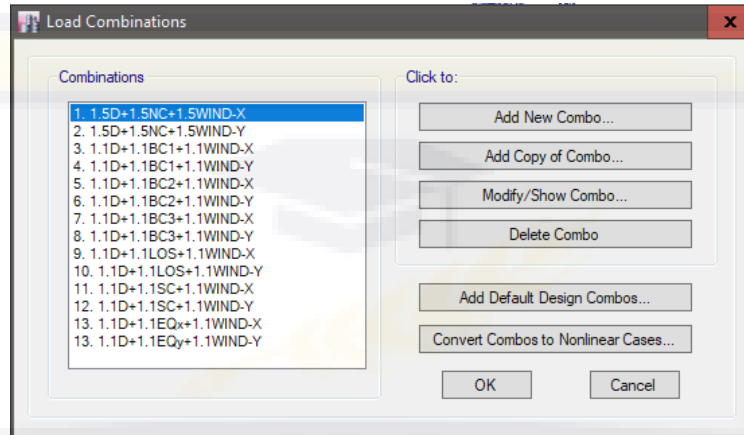 Load Combinations
x
Combinations
1. 1.5D+1.5NC+1.5WIND-X
2. 1.5D+1.5NC+1.5WIND-Y
3. 1.1D+1.1BC1+1.1WIND-X
4. 1.1D+1.1BC1+1.1WIND-Y
5. 1.1D+1.1BC2+1.1WIND-X
6. 1.1D+1.1BC2+1.1WIND-Y
7. 1.1D+1.1BC3+1.1WIND-X
8. 1.1D+1.1BC3+1.1WIND-Y
9. 1.1D+1.1LOS+1.1WIND-X
10. 1.1D+1.1LOS+1.1WIND-Y
11. 1.1D+1.1SC+1.1WIND-X
12. 1.1D+1.1SC+1.1WIND-Y
13. 1.1D+1.1EQx+1.1WIND-X
13. 1.1D+1.1EQy+1.1WIND-Y
Click to:
Add New Combo...
Add Copy of Combo...
Modify/Show Combo...
Delete Combo
Add Default Design Combos...
Convert Combos to Nonlinear Cases...
OK
Cancel